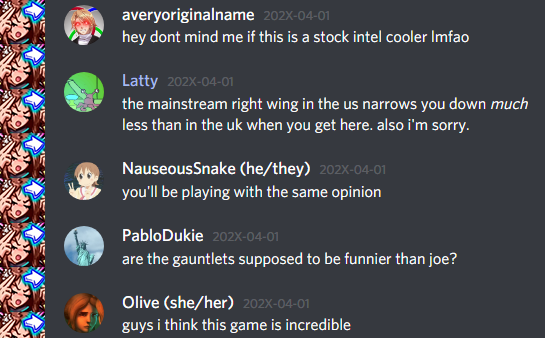 averyoriginalname 202X-04-01
hey dont mind me if this is a stock intel cooler lmfao
Latty 202X-04-01
the mainstream right wing in the us narrows you down much
less than in the uk when you get here. also i'm sorry.
NauseousSnake (he/they) 202X-04-01
you'll be playing with the same opinion
PabloDukie 202X-04-01
are the gauntlets supposed to be funnier than joe?
Olive (she/her) 202X-04-01
guys i think this game is incredible